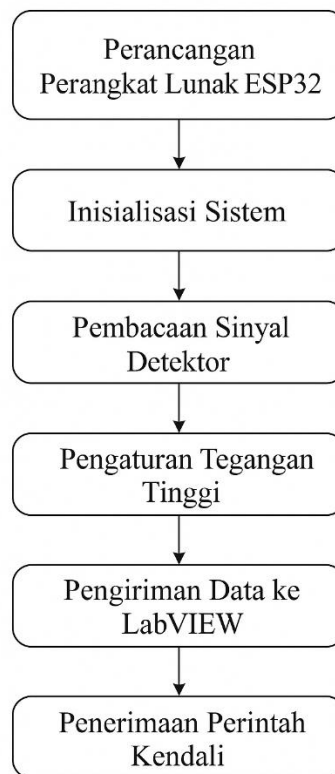 Perancangan
Perangkat Lunak ESP32
Inisialisasi Sistem
Pembacaan Sinyal
Detektor
Pengaturan Tegangan
Tinggi
Pengiriman Data ke
LabVIEW
Penerimaan Perintah
Kendali